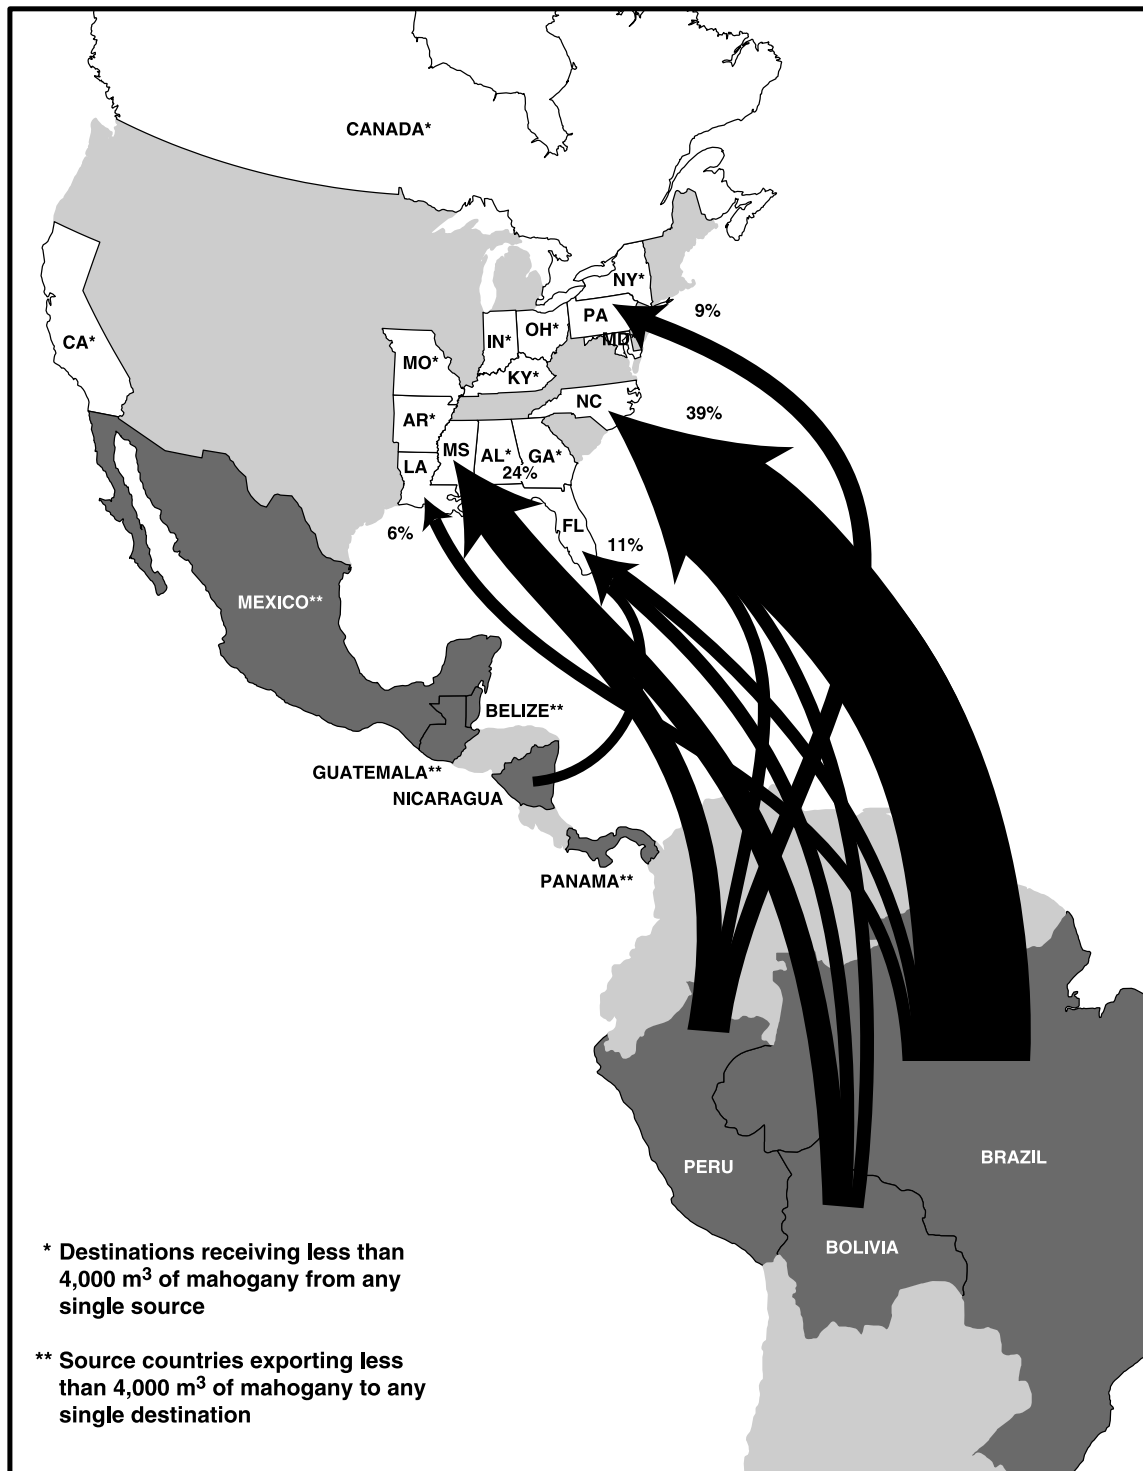 CANADA*
NY*
9%
PA
OH*
IN*
CA*
MD
MO*
KY*
NC
39%
AR*
MS
AL*
GA*
LA
24%
FL
6%
11%
MEXICO**
BELIZE**
GUATEMALA**
NICARAGUA
PANAMA**
PERU
BRAZIL
BOLIVIA
* Destinations receiving less than
4,000 m³ of mahogany from any
single source
** Source countries exporting less
than 4,000 m³ of mahogany to any
single destination